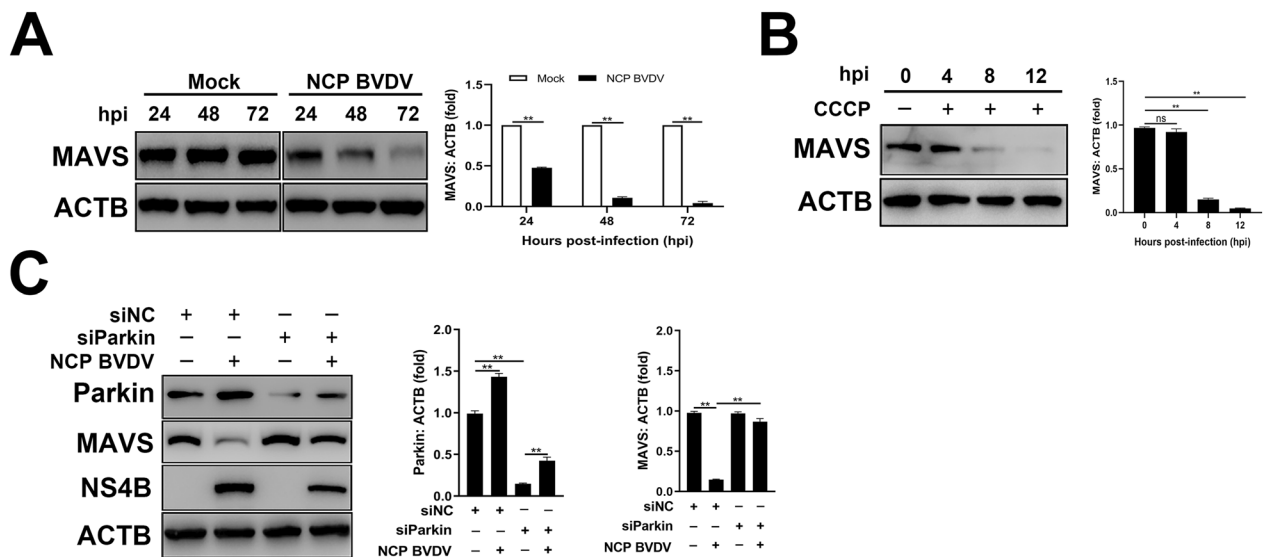 A
Mock NCP BVDV
hpi 24 48 72 24 48 72
MAVS
ACTB
Mock NCP BVDV
MAVS: ACTB (fold)
1.5
1.0
0.5
0.0
** ** **
24 48 72
Hours post-infection (hpi)
B
hpi 0 4 8 12
CCCP − + + +
MAVS
ACTB
MAVS: ACTB (fold)
1.5
1.0
0.5
0.0
**
**
ns
0 4 8 12
Hours post-infection (hpi)
C
siNC + + − −
siParkin − − + +
NCP BVDV − + − +
Parkin
MAVS
NS4B
ACTB
Parkin: ACTB (fold)
2.0
1.5
1.0
0.5
0.0
**
**
**
siNC + + − −
siParkin − − + +
NCP BVDV − + − +
MAVS: ACTB (fold)
2.0
1.5
1.0
0.5
0.0
** **
siNC + + − −
siParkin − − + +
NCP BVDV − + − +